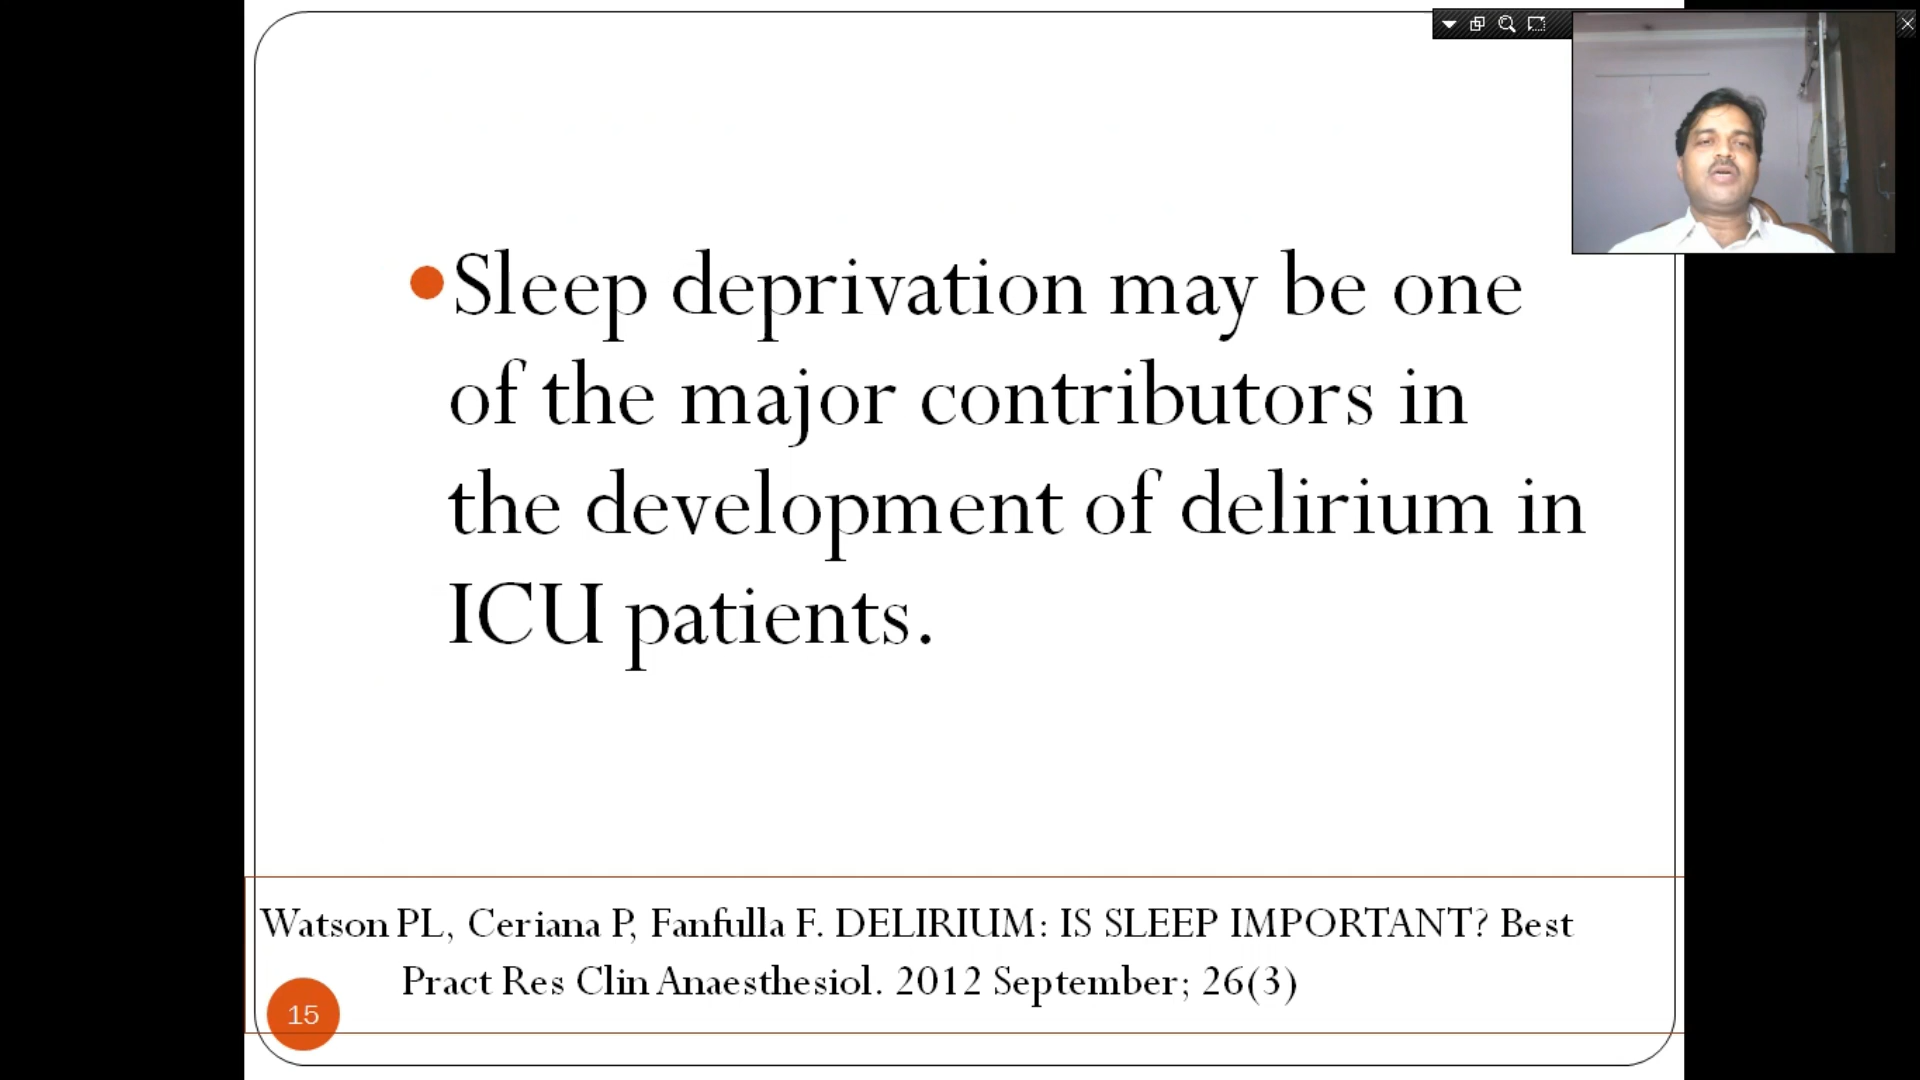 Sleep deprivation may be one
of the major contributors in
the development of delirium in
ICU patients.
Watson PL, Ceriana P, Fanfulla F. DELIRIUM: IS SLEEP IMPORTANT? Best
Pract Res Clin Anaesthesiol. 2012 September; 26(3)
15